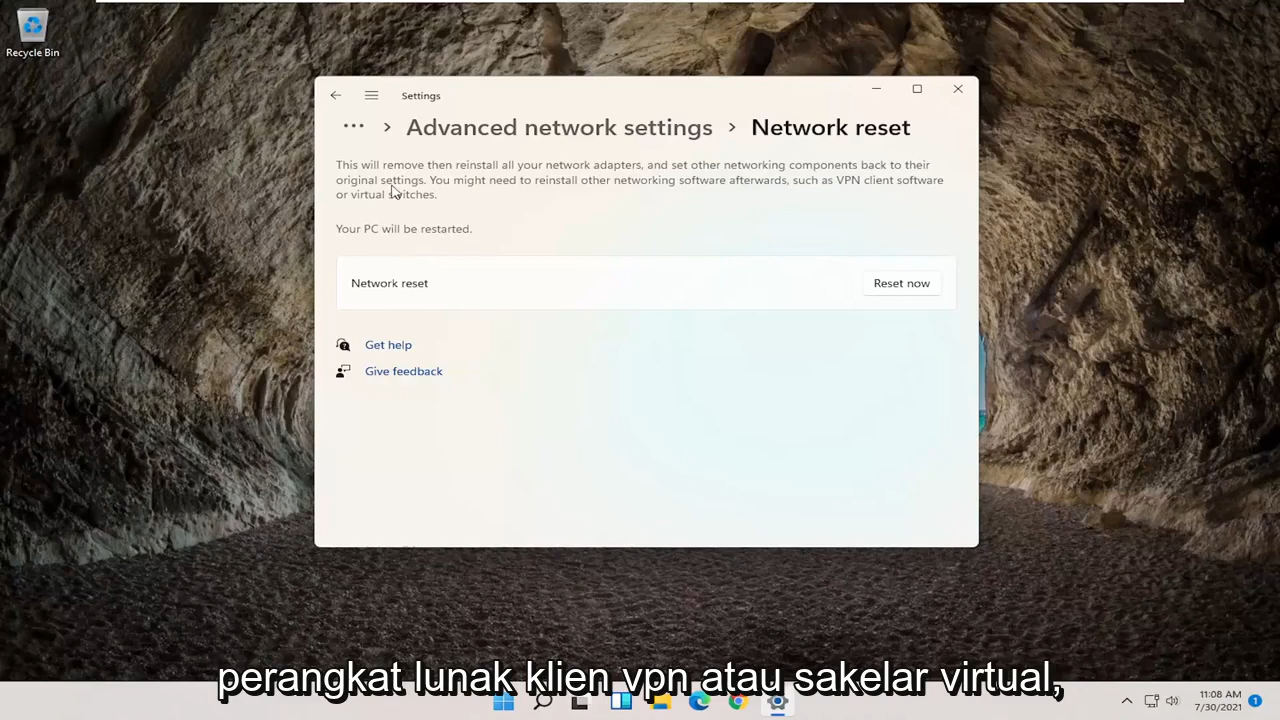 Recycle Bin
Settings
... > Advanced network settings > Network reset
This will remove then reinstall all your network adapters, and set other networking components back to their
original settings. You might need to reinstall other networking software afterwards, such as VPN client software
or virtual switches.
Your PC will be restarted.
Network reset
Reset now
Get help
Give feedback
perangkat lunak klien vpn atau sakelar virtual,
11:08 AM
7/30/2021
1